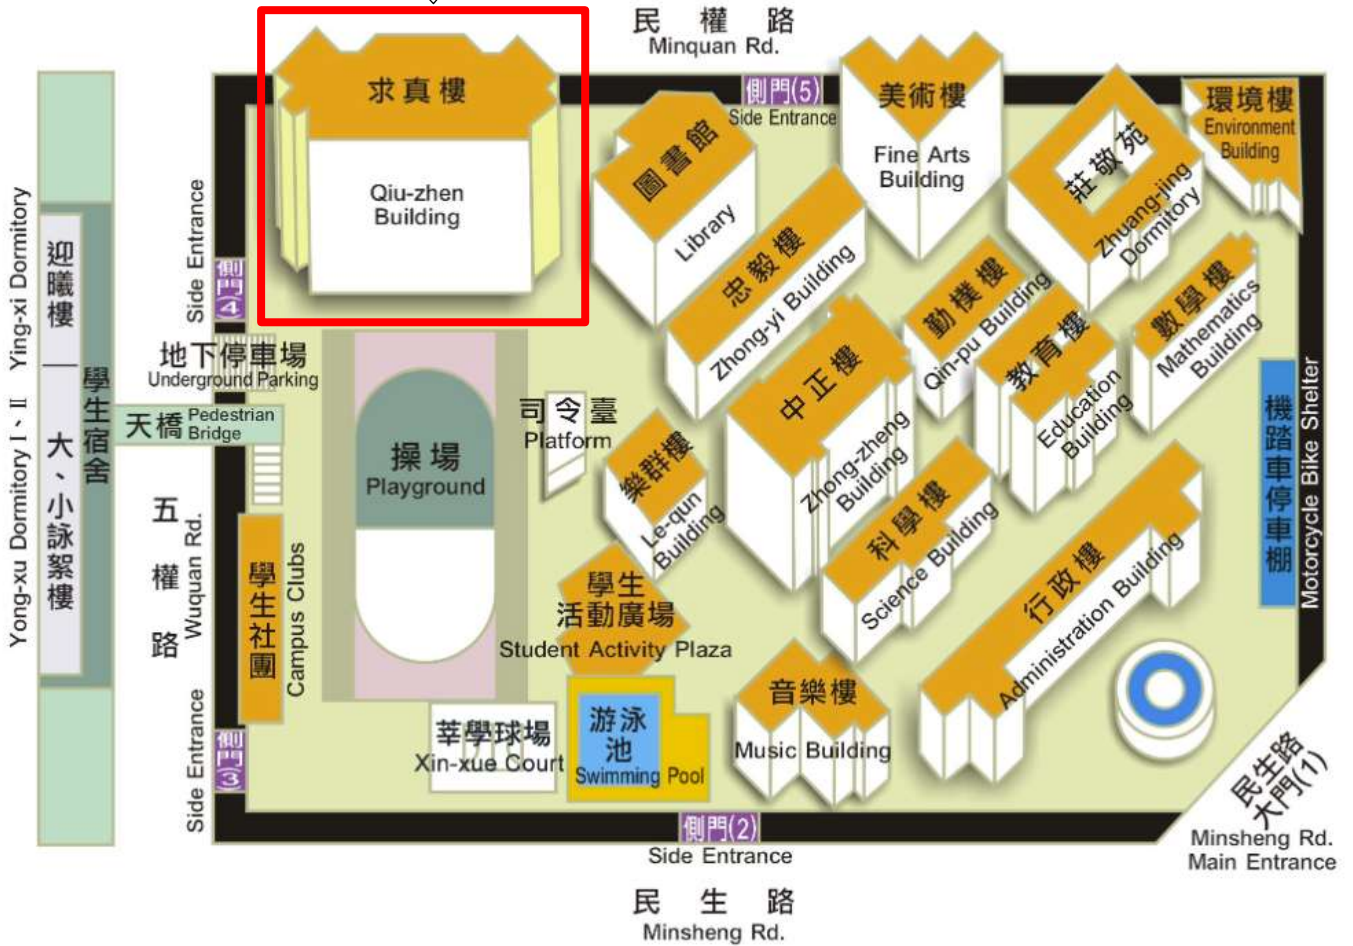 民 權 路
Minquan Rd.
求真樓
Qiu-zhen
Building
側門(5)
Side Entrance
圖書館
Library
美術樓
Fine Arts
Building
莊敬苑
Zhuang-jing
Dormitory
環境樓
Environment
Building
忠毅樓
Zhong-yi Building
勤樸樓
Qin-pu Building
數學樓
Mathematics
Building
教育樓
Education
Building
中正樓
Zhong-zheng
Building
側門(4)
Side Entrance
地下停車場
Underground Parking
天橋
Pedestrian
Bridge
迎曦樓
Ying-xi Dormitory
大、小詠絮樓
Yong-xu Dormitory I、II
學生宿舍
五權路
Wuquan Rd.
學生社團
Campus Clubs
操場
Playground
司令臺
Platform
樂群樓
Le-qun
Building
科學樓
Science Building
行政樓
Administration Building
機踏車停車棚
Motorcycle Bike Shelter
學生
活動廣場
Student Activity Plaza
莘學球場
Xin-xue Court
游泳
池
Swimming Pool
音樂樓
Music Building
側門(3)
Side Entrance
側門(2)
Side Entrance
民生路
大門(1)
Minsheng Rd.
Main Entrance
民 生 路
Minsheng Rd.